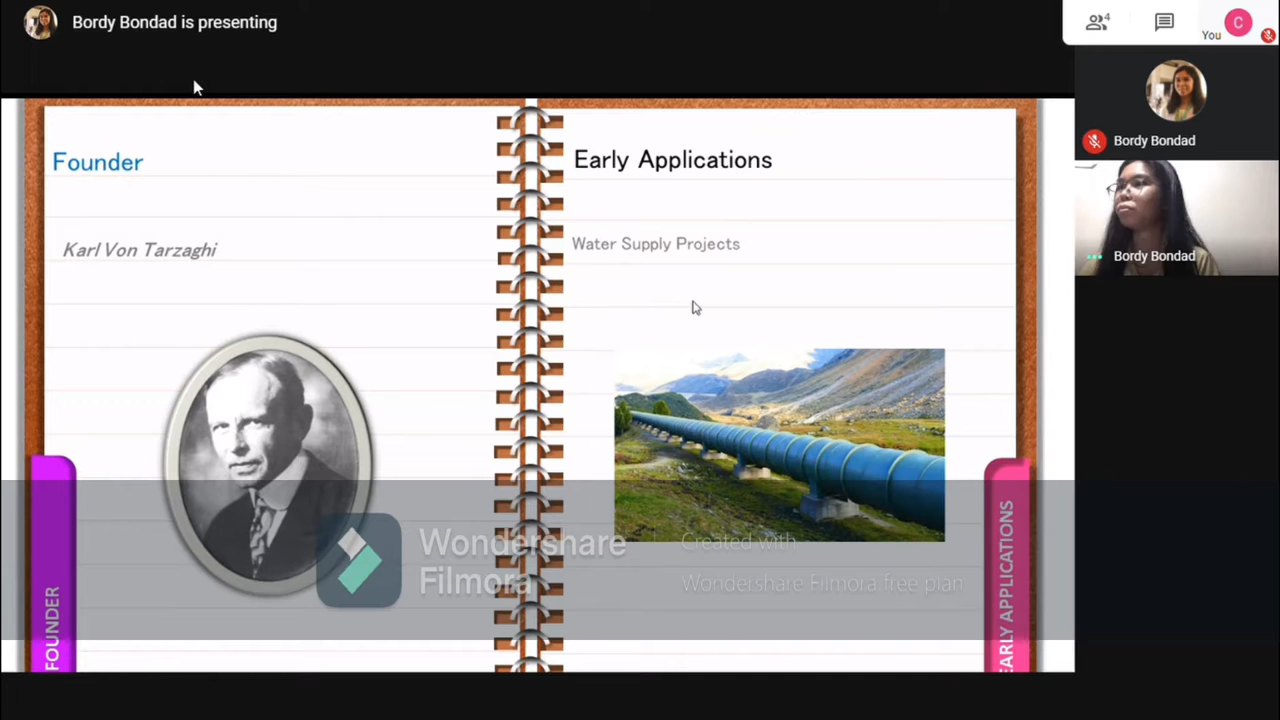 Bordy Bondad is presenting
4
You
C
Bordy Bondad
Bordy Bondad
Founder
Karl Von Tarzaghi
FOUNDER
Early Applications
Water Supply Projects
EARLY APPLICATIONS
Wondershare
Filmora
Created with
Wondershare Filmora free plan